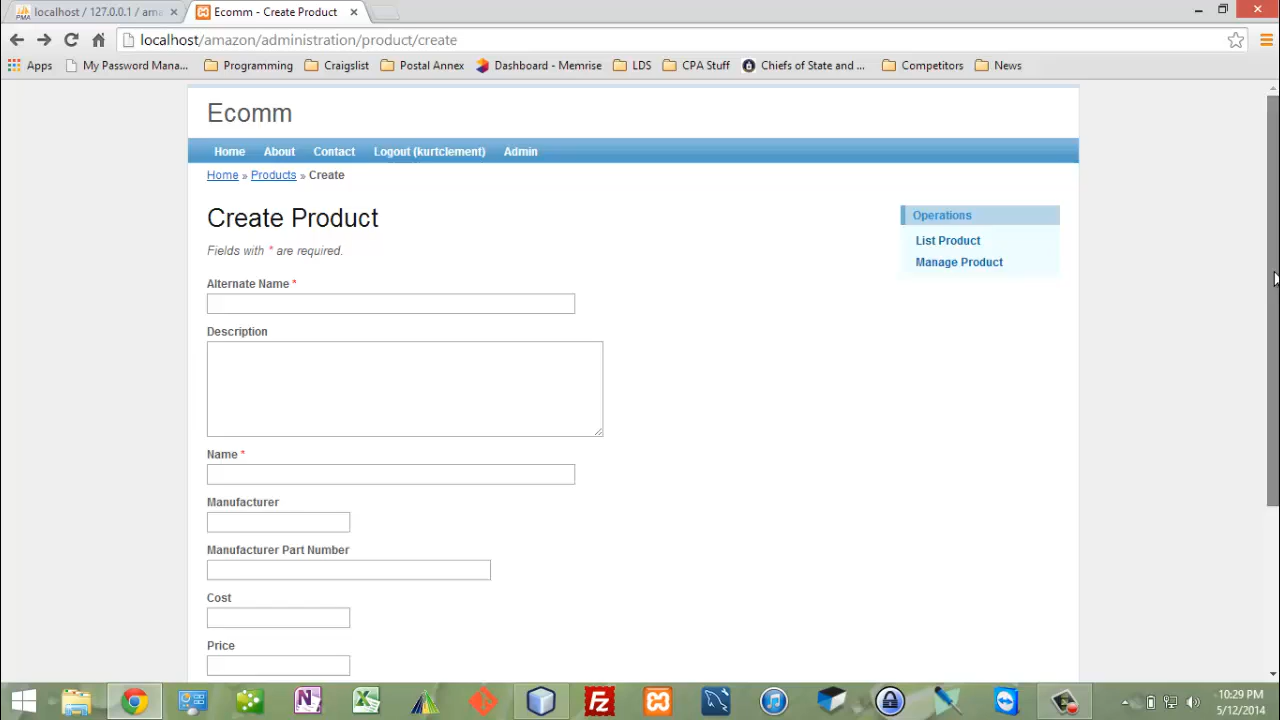 localhost / 127.0.0.1 / ama
Ecomm - Create Product
localhost/amazon/administration/product/create
Apps My Password Mana... Programming Craigslist Postal Annex Dashboard - Memrise LDS CPA Stuff Chiefs of State and ... Competitors News
Ecomm
Home About Contact Logout (kurtclement) Admin
Home » Products » Create
Create Product
Fields with * are required.
Operations
List Product
Manage Product
Alternate Name *
Description
Name *
Manufacturer
Manufacturer Part Number
Cost
Price
10:29 PM
5/12/2014